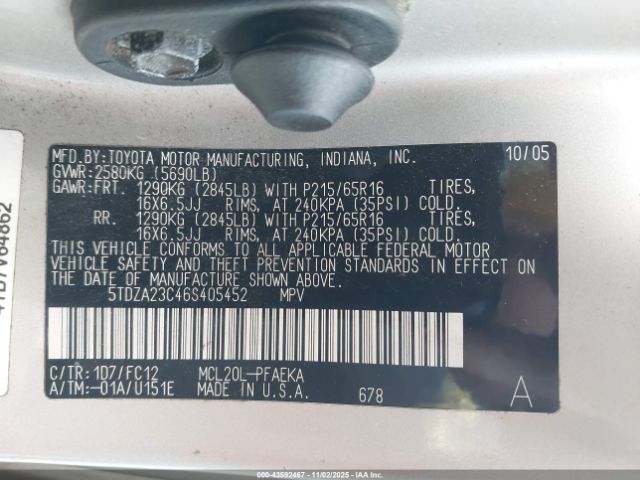 MFD.BY:TOYOTA MOTOR MANUFACTURING, INDIANA, INC. 10/05
GVWR:2580KG (5690LB)
GAWR:FRT. 1290KG (2845LB) WITH P215/65R16 TIRES,
16X6.5JJ RIMS, AT 240KPA (35PSI) COLD.
RR. 1290KG (2845LB) WITH P215/65R16 TIRES,
16X6.5JJ RIMS, AT 240KPA (35PSI) COLD.
THIS VEHICLE CONFORMS TO ALL APPLICABLE FEDERAL MOTOR
VEHICLE SAFETY AND THEFT PREVENTION STANDARDS IN EFFECT ON
THE DATE OF MANUFACTURE SHOWN ABOVE.
5TDZA23C46S405452 MPV
C/TR:1D7/FC12 MCL20L-PFAEKA
A/TM:-01A/U151E MADE IN U.S.A. 678 A
00-43592467 - 11/02/2025 - IAAI